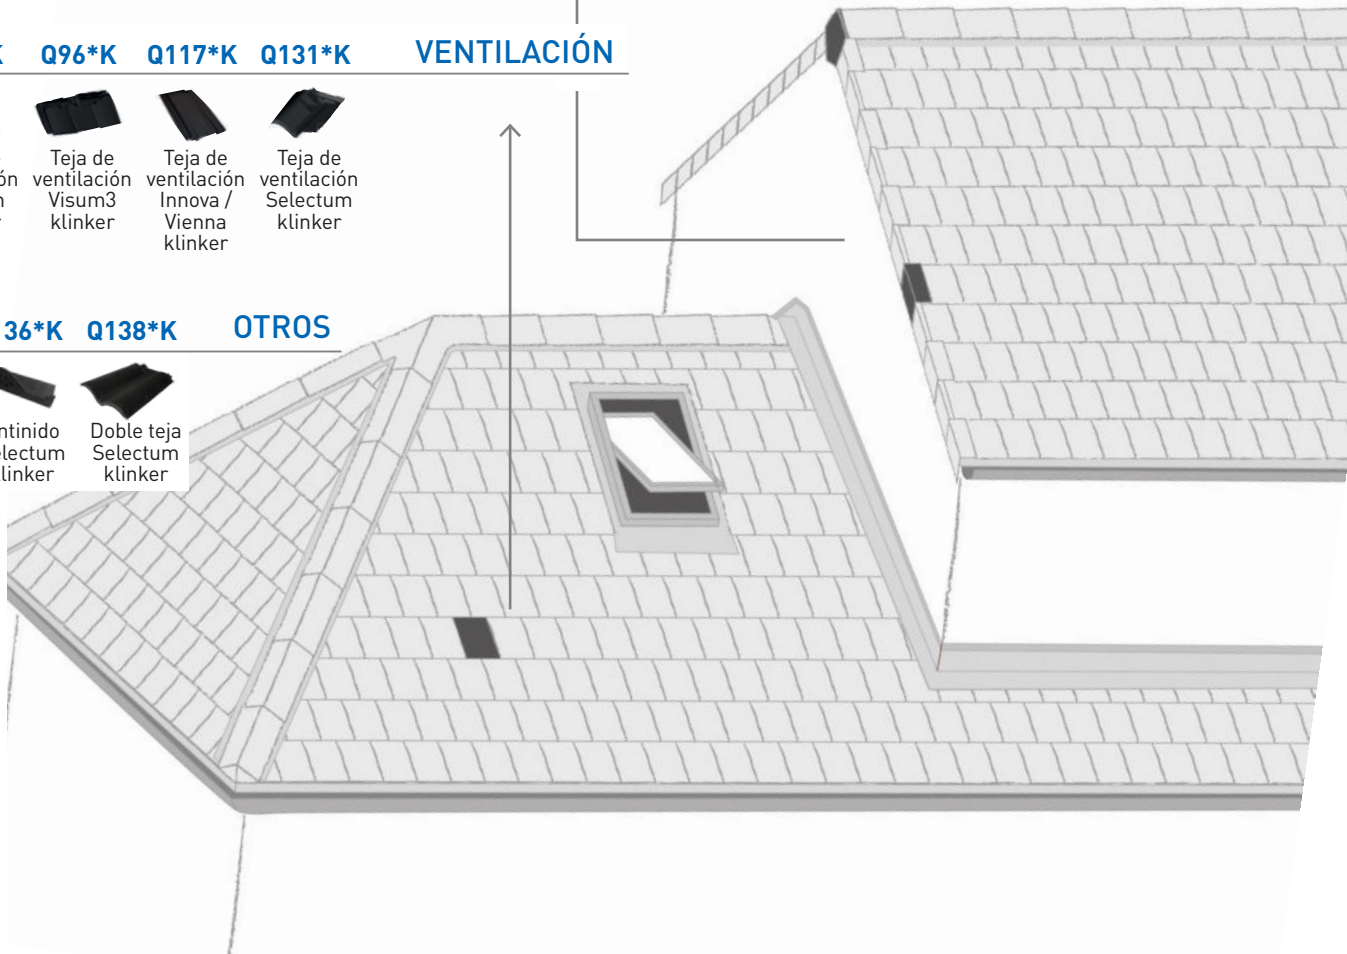 Q96*K Q117*K Q131*K VENTILACIÓN
Teja de
ventilación
Visum3
klinker
Teja de
ventilación
Innova /
Vienna
klinker
Teja de
ventilación
Selectum
klinker
36*K Q138*K OTROS
Doble teja
Selectum
klinker